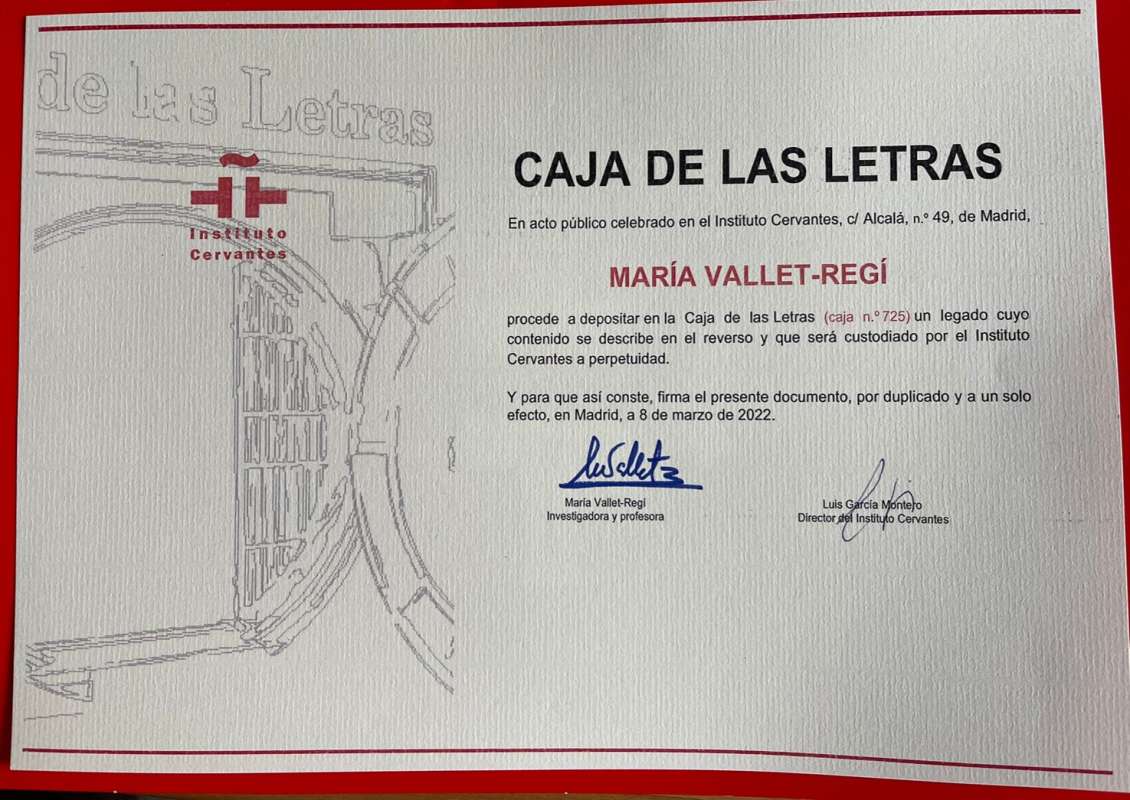 de las Letras
Instituto
Cervantes
CAJA DE LAS LETRAS
En acto público celebrado en el Instituto Cervantes, c/ Alcalá, n.º 49, de Madrid,
MARÍA VALLET-REGÍ
procede a depositar en la Caja de las Letras (caja n.º 725) un legado cuyo
contenido se describe en el reverso y que será custodiado por el Instituto
Cervantes a perpetuidad.
Y para que así conste, firma el presente documento, por duplicado y a un solo
efecto, en Madrid, a 8 de marzo de 2022.
María Vallet-Regí
Investigadora y profesora
Luis García Montero
Director del Instituto Cervantes